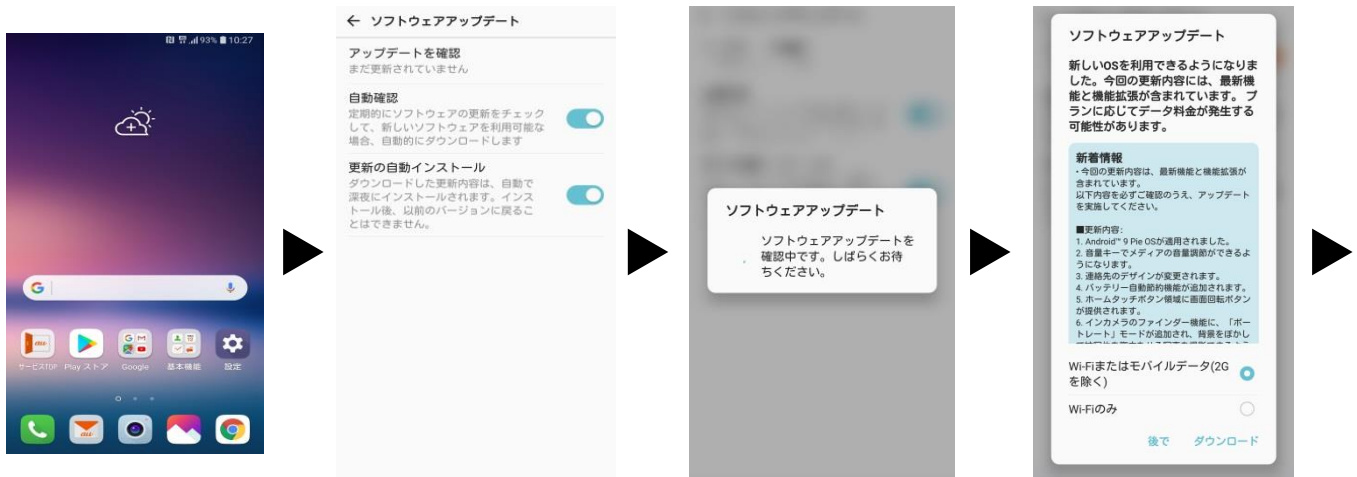 93% 10:27
au
サービスTOP Play ストア Google 基本機能 設定
au
← ソフトウェアアップデート
アップデートを確認
まだ更新されていません
自動確認
定期的にソフトウェアの更新をチェック
して、新しいソフトウェアを利用可能な
場合、自動的にダウンロードします
更新の自動インストール
ダウンロードした更新内容は、自動で
深夜にインストールされます。インス
トール後、以前のバージョンに戻るこ
とはできません。
ソフトウェアアップデート
ソフトウェアアップデートを
確認中です。しばらくお待
ちください。
ソフトウェアアップデート
新しいOSを利用できるようになりま
した。今回の更新内容には、最新機
能と機能拡張が含まれています。 プ
ランに応じてデータ料金が発生する
可能性があります。
新着情報
・今回の更新内容は、最新機能と機能拡張が
含まれています。
以下内容を必ずご確認のうえ、アップデート
を実施してください。
■更新内容:
1. Android™ 9 Pie OSが適用されました。
2. 音量キーでメディアの音量調節ができるよ
うになります。
3. 連絡先のデザインが変更されます。
4. バッテリー自動節約機能が追加されます。
5. ホームタッチボタン領域に画面回転ボタン
が提供されます。
6. インカメラのファインダー機能に、「ポー
トレート」モードが追加され、背景をぼかし
Wi-Fiまたはモバイルデータ(2G
を除く)
Wi-Fiのみ
後で ダウンロード